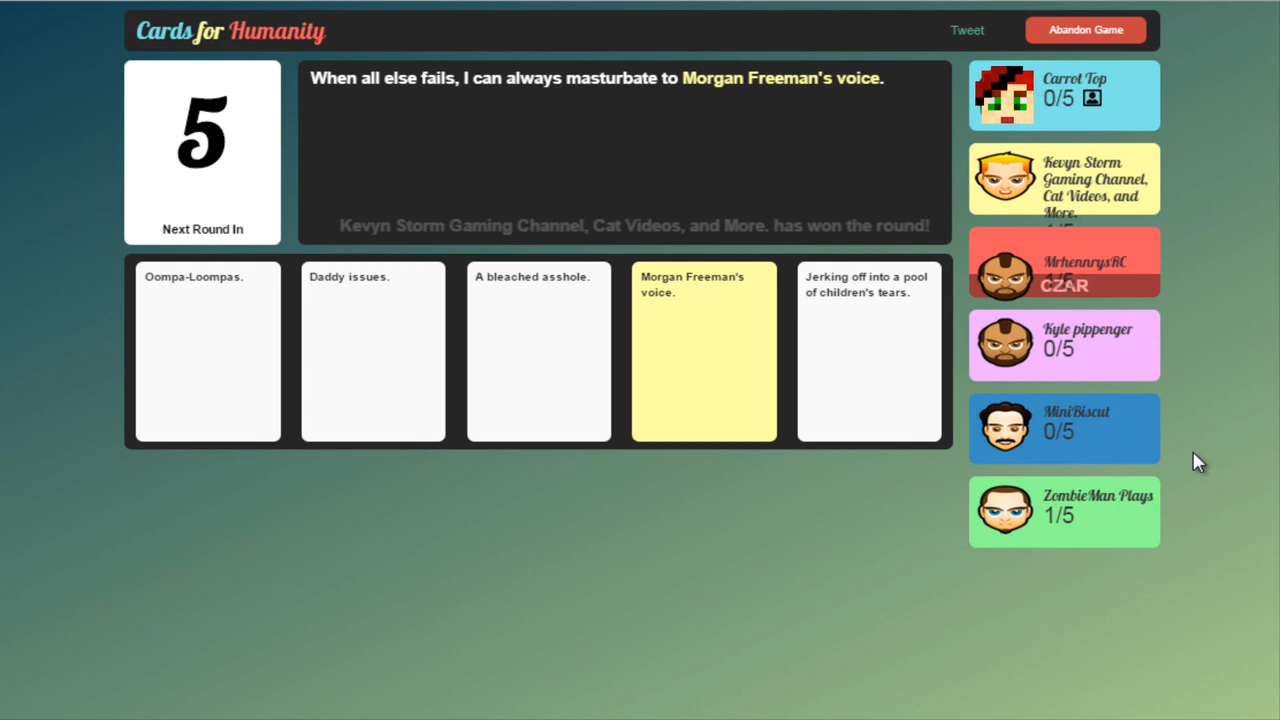 Cards for Humanity
Tweet
Abandon Game
5
Next Round In
When all else fails, I can always masturbate to Morgan Freeman's voice.
Kevyn Storm Gaming Channel, Cat Videos, and More. has won the round!
Oompa-Loompas.
Daddy issues.
A bleached asshole.
Morgan Freeman's
voice.
Jerking off into a pool
of children's tears.
Carrot Top
0/5
Kevyn Storm
Gaming Channel,
Cat Videos, and
More.
MrhennrysRC
CZAR
Kyle pippenger
0/5
MiniBiscut
0/5
ZombieMan Plays
1/5